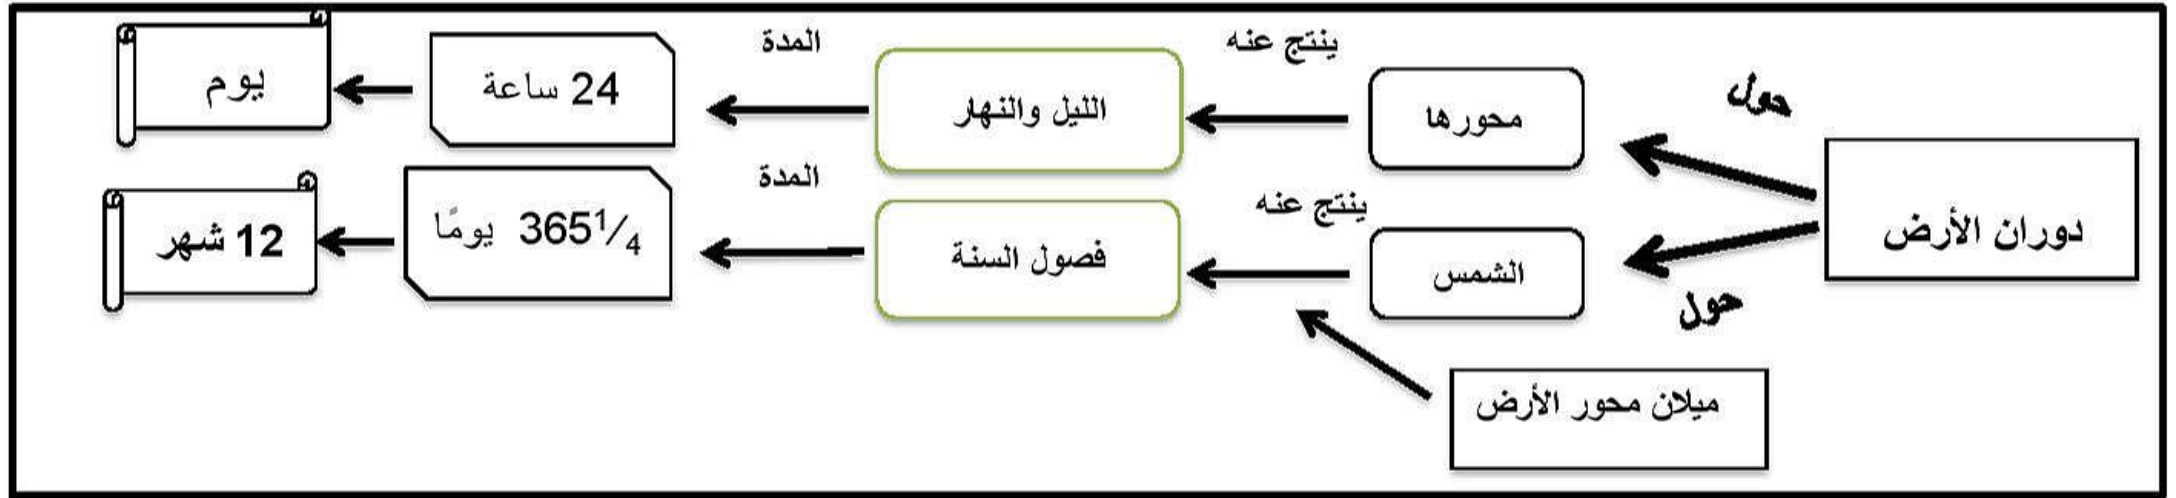 دوران الأرض
حول
محورها
ينتج عنه
الليل والنهار
المدة
24 ساعة
يوم
حول
الشمس
ينتج عنه
فصول السنة
المدة
365¹⁄₄ يومًا
12 شهر
ميلان محور الأرض